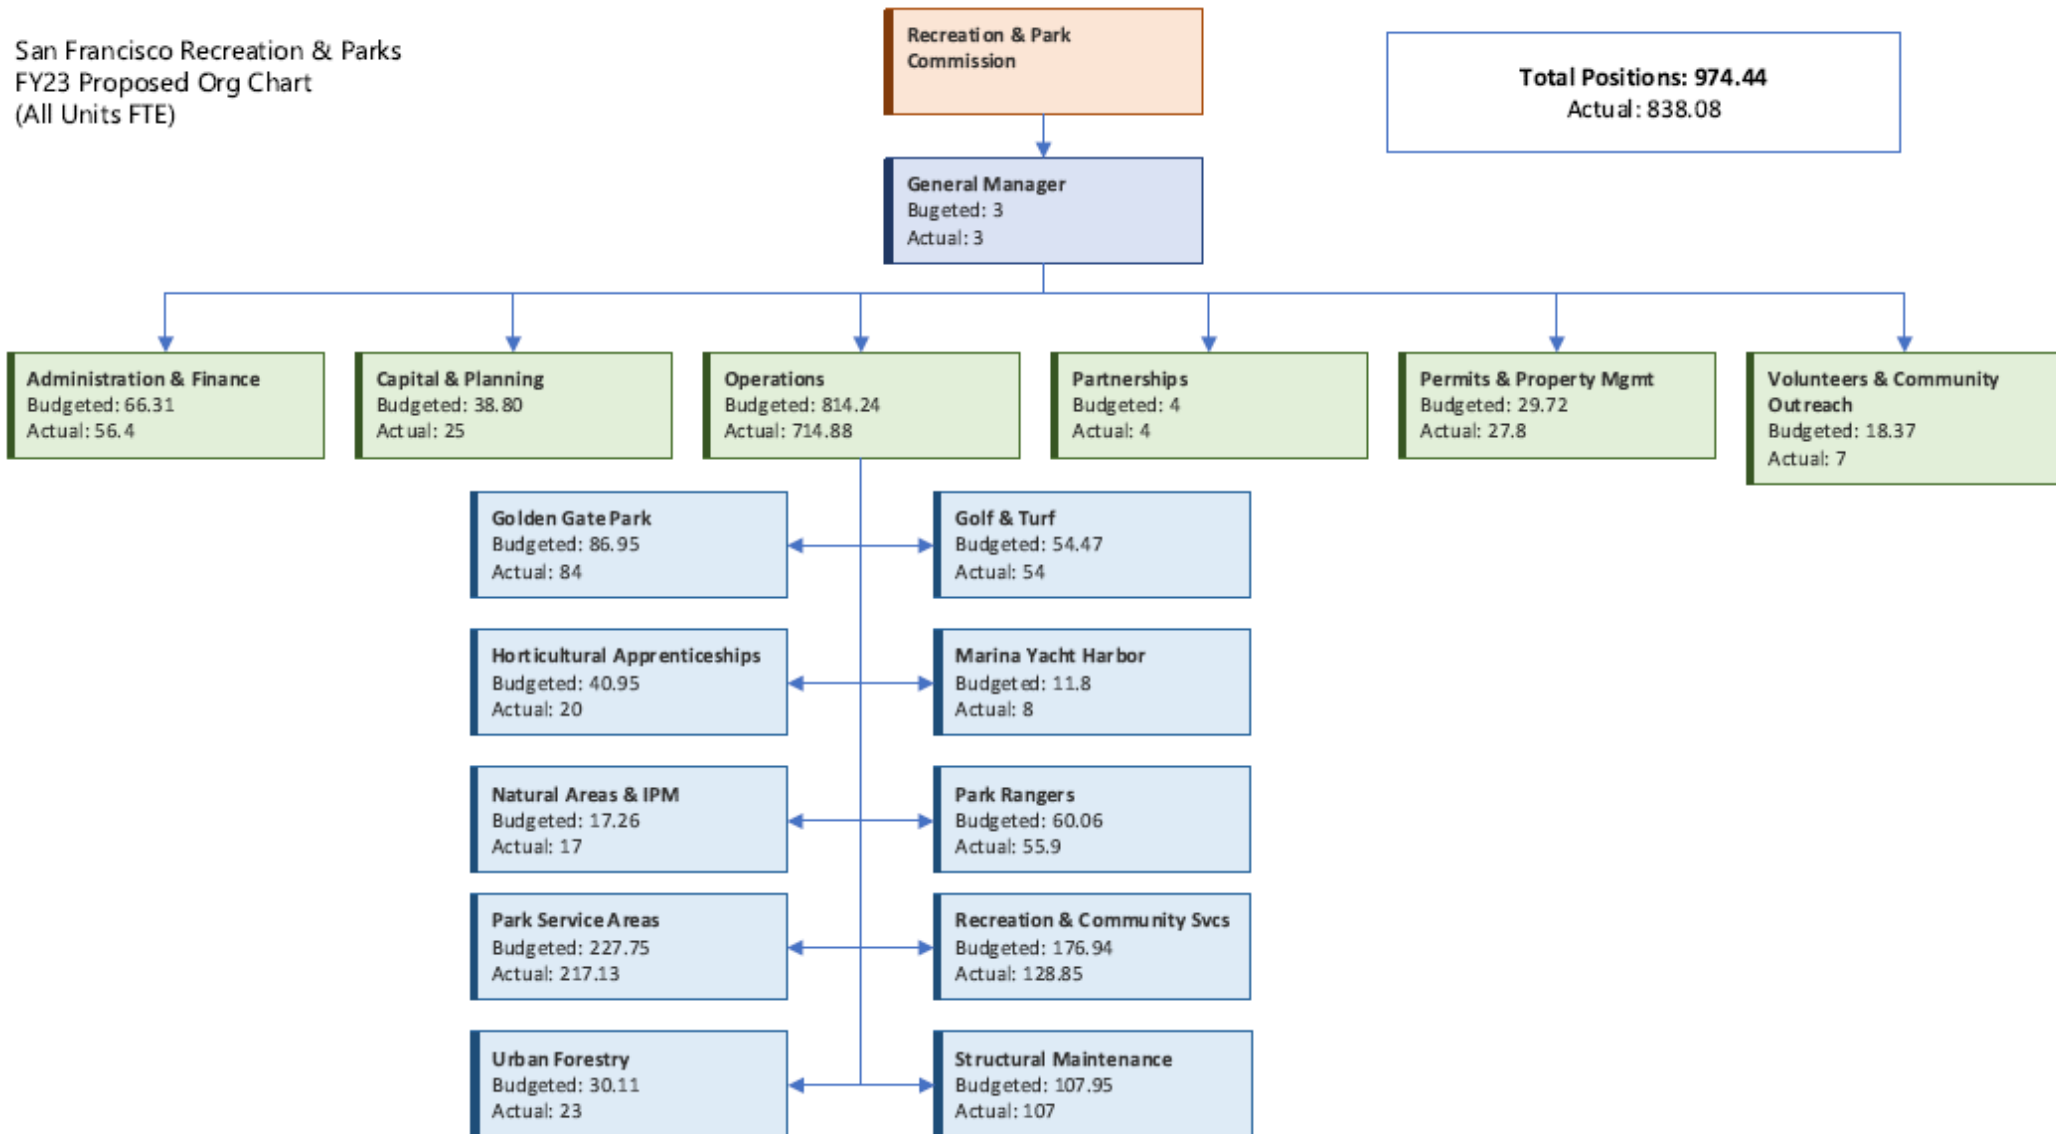 San Francisco Recreation & Parks
FY23 Proposed Org Chart
(All Units FTE)
Recreation & Park
Commission
Total Positions: 974.44
Actual: 838.08
General Manager
Bugeted: 3
Actual: 3
Administration & Finance
Budgeted: 66.31
Actual: 56.4
Capital & Planning
Budgeted: 38.80
Actual: 25
Operations
Budgeted: 814.24
Actual: 714.88
Partnerships
Budgeted: 4
Actual: 4
Permits & Property Mgmt
Budgeted: 29.72
Actual: 27.8
Volunteers & Community
Outreach
Budgeted: 18.37
Actual: 7
Golden Gate Park
Budgeted: 86.95
Actual: 84
Golf & Turf
Budgeted: 54.47
Actual: 54
Horticultural Apprenticeships
Budgeted: 40.95
Actual: 20
Marina Yacht Harbor
Budgeted: 11.8
Actual: 8
Natural Areas & IPM
Budgeted: 17.26
Actual: 17
Park Rangers
Budgeted: 60.06
Actual: 55.9
Park Service Areas
Budgeted: 227.75
Actual: 217.13
Recreation & Community Svcs
Budgeted: 176.94
Actual: 128.85
Urban Forestry
Budgeted: 30.11
Actual: 23
Structural Maintenance
Budgeted: 107.95
Actual: 107